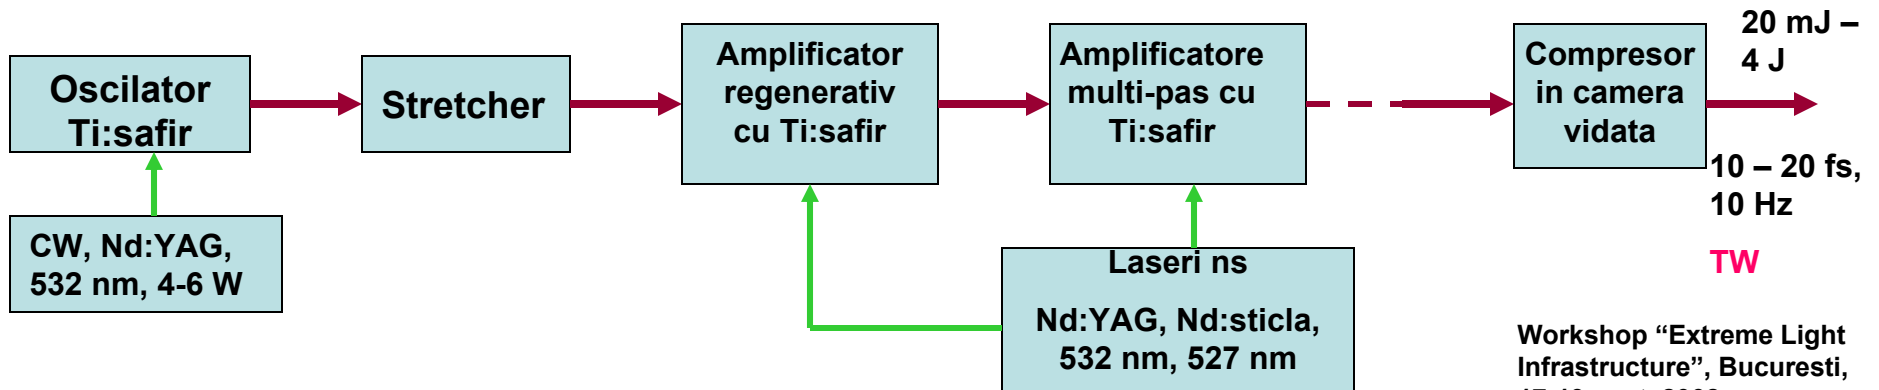 Oscilator
Ti:safir
Stretcher
Amplificator
regenerativ
cu Ti:safir
Amplificatore
multi-pas cu
Ti:safir
Compresor
in camera
vidata
20 mJ –
4 J
10 – 20 fs,
10 Hz
TW
CW, Nd:YAG,
532 nm, 4-6 W
Laseri ns
Nd:YAG, Nd:sticla,
532 nm, 527 nm
Workshop “Extreme Light
Infrastructure”, Bucuresti,